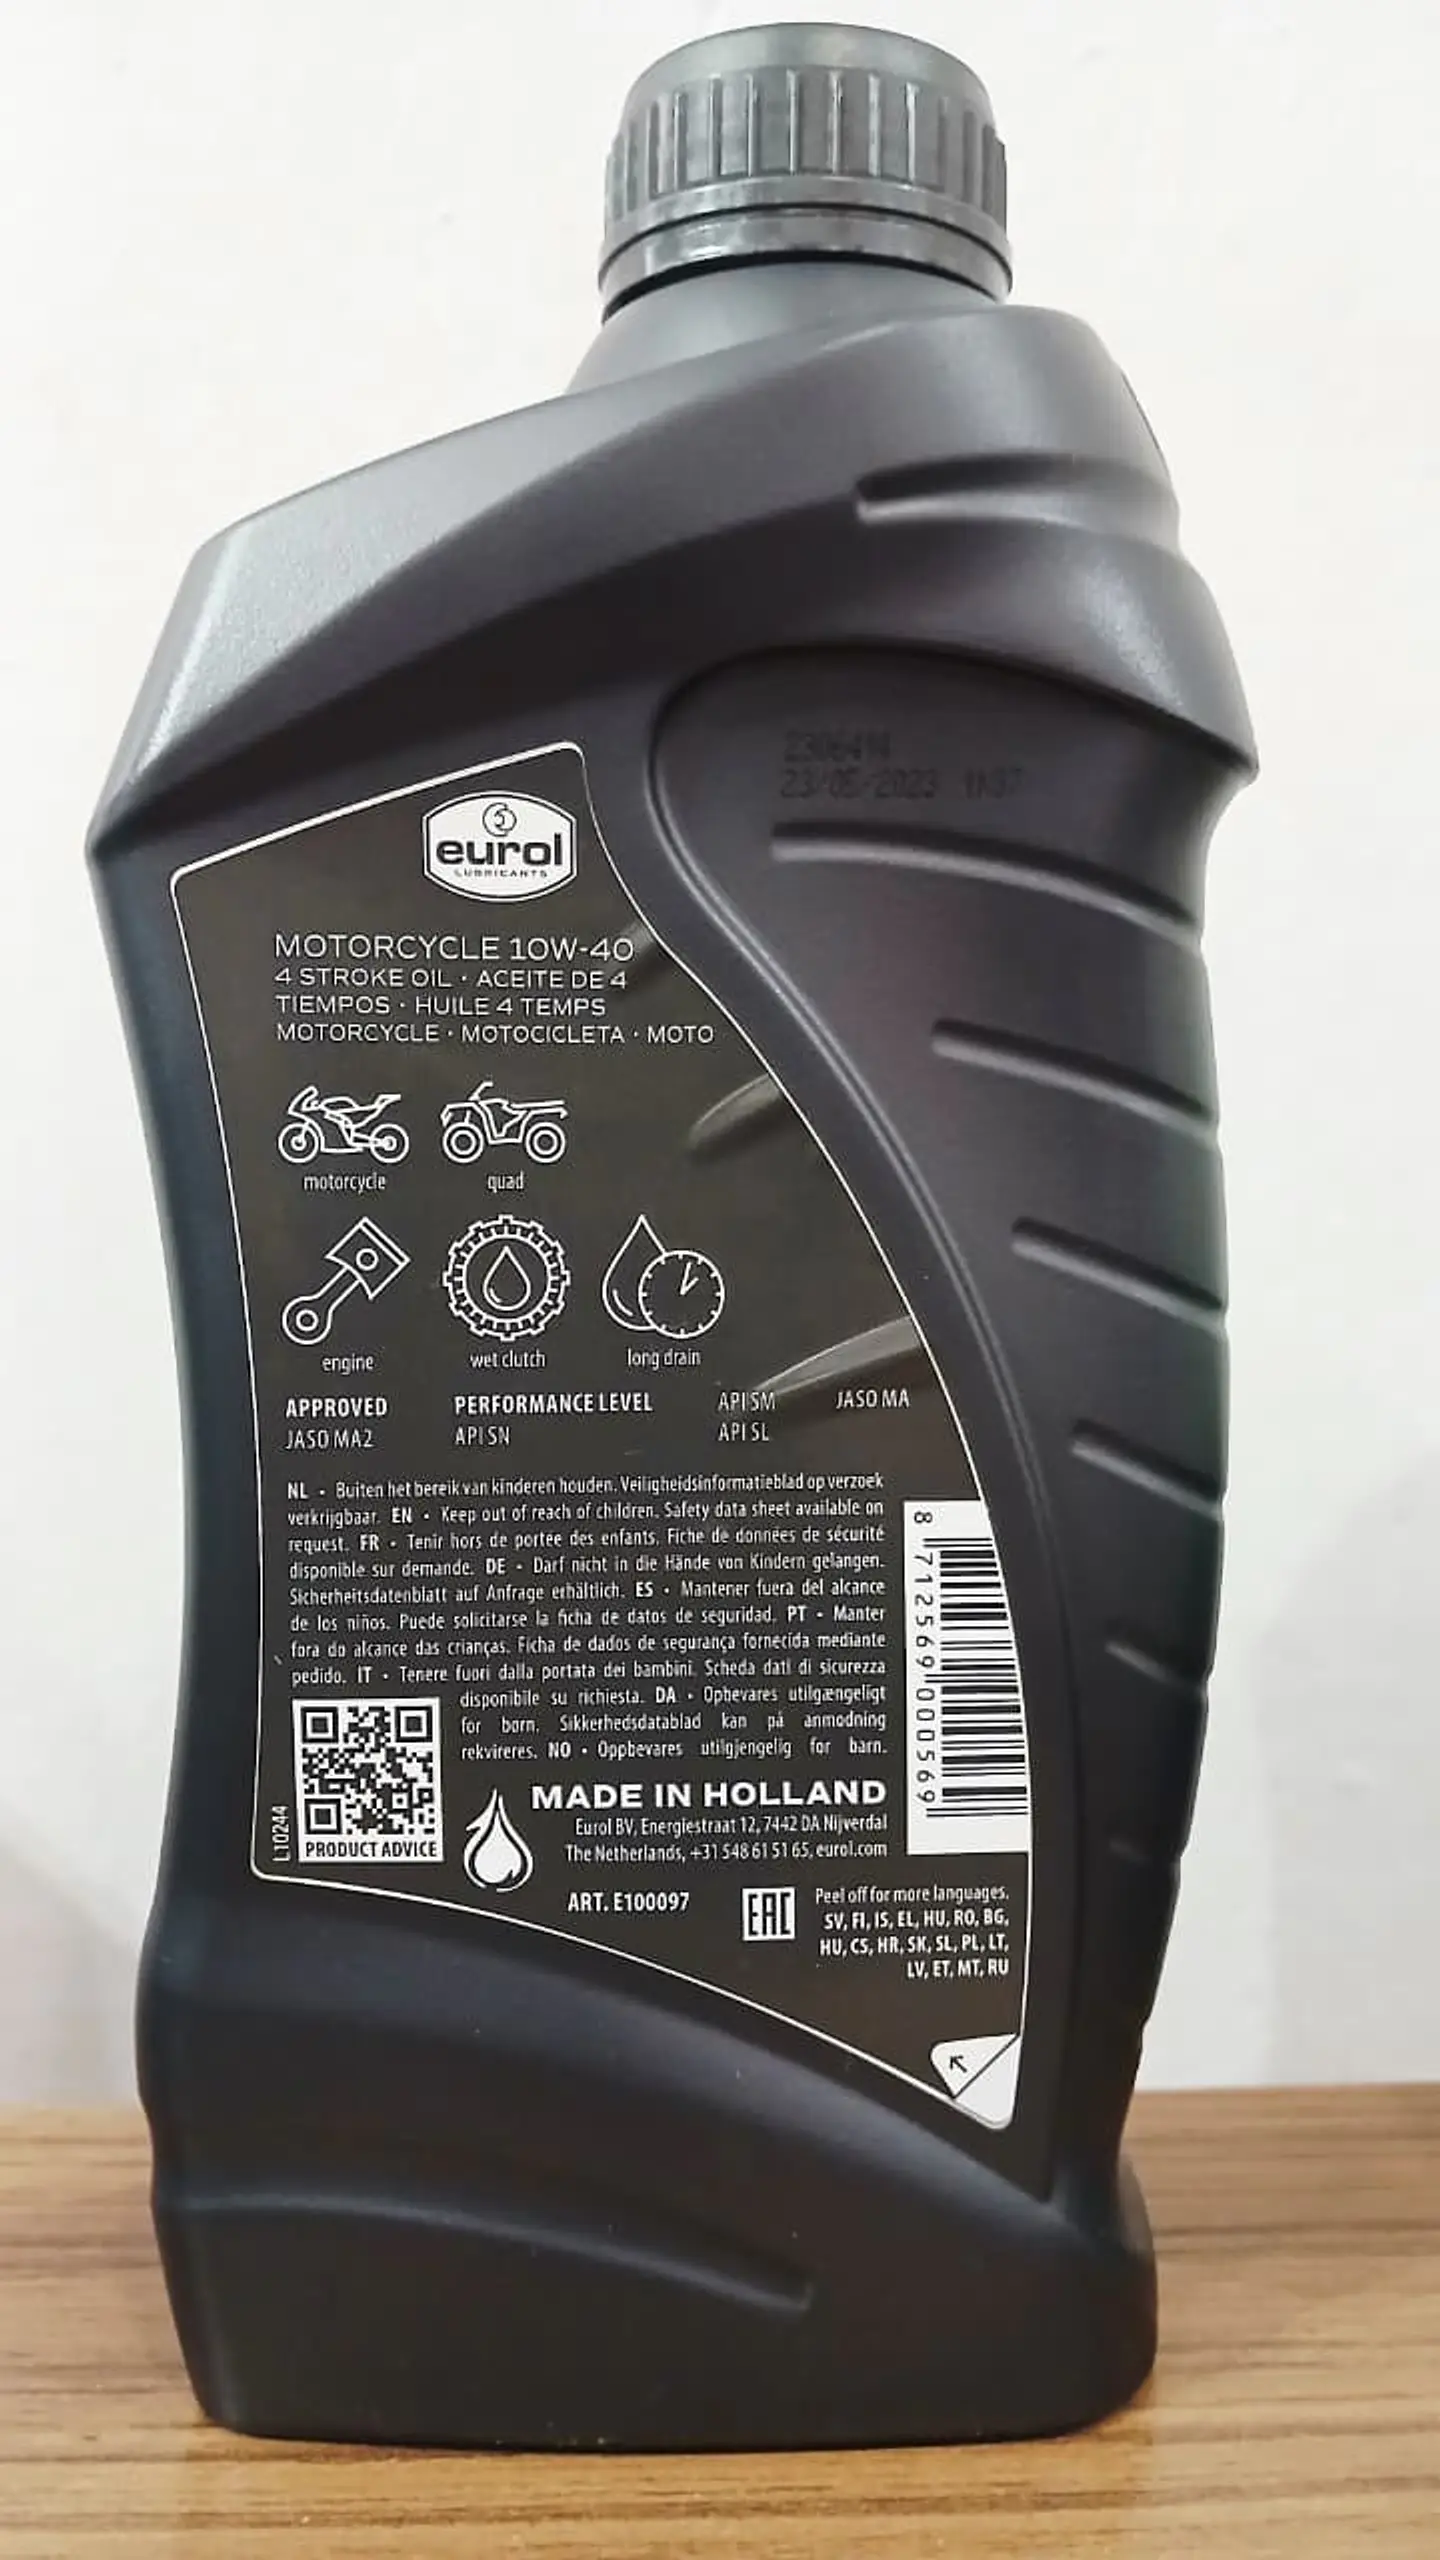 23/05/2023
eurol
LUBRICANTS
MOTORCYCLE 10W-40
4 STROKE OIL · ACEITE DE 4
TIEMPOS · HUILE 4 TEMPS
MOTORCYCLE · MOTOCICLETA · MOTO
motorcycle quad
engine wet clutch long drain
APPROVED PERFORMANCE LEVEL API SM JASO MA
JASO MA2 API SN API SL
NL • Buiten het bereik van kinderen houden. Veiligheidsinformatieblad op verzoek
verkrijgbaar. EN • Keep out of reach of children. Safety data sheet available on
request. FR • Tenir hors de portée des enfants. Fiche de données de sécurité
disponible sur demande. DE • Darf nicht in die Hände von Kindern gelangen.
Sicherheitsdatenblatt auf Anfrage erhältlich. ES • Mantener fuera del alcance
de los niños. Puede solicitarse la ficha de datos de seguridad. PT • Manter
fora do alcance das crianças. Ficha de dados de segurança fornecida mediante
pedido. IT • Tenere fuori dalla portata dei bambini. Scheda dati di sicurezza
disponibile su richiesta. DA • Opbevares utilgængeligt
for børn. Sikkerhedsdatablad kan på anmodning
rekvireres. NO • Oppbevares utilgjengelig for barn.
8 712569 000569
L10244
PRODUCT ADVICE
MADE IN HOLLAND
Eurol BV, Energiestraat 12, 7442 DA Nijverdal
The Netherlands, +31 548 61 51 65, eurol.com
ART. E100097
EAC
Peel off for more languages.
SV, FI, IS, EL, HU, RO, BG,
HU, CS, HR, SK, SL, PL, LT,
LV, ET, MT, RU